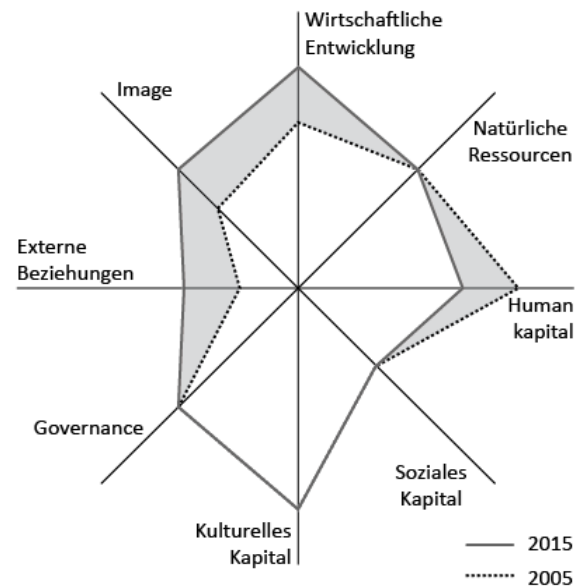 Wirtschaftliche
Entwicklung
Image
Natürliche
Ressourcen
Externe
Beziehungen
Human
kapital
Governance
Soziales
Kapital
Kulturelles
Kapital
2015
2005